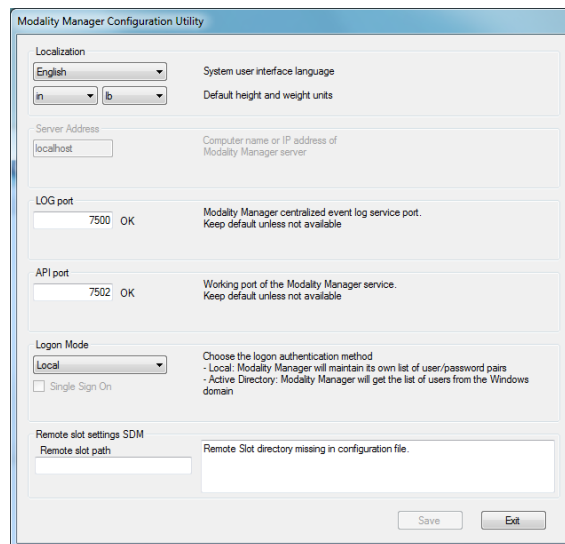 Modality Manager Configuration Utility
Localization
English
System user interface language
in
lb
Default height and weight units
Server Address
localhost
Computer name or IP address of
Modality Manager server
LOG port
7500
OK
Modality Manager centralized event log service port.
Keep default unless not available
API port
7502
OK
Working port of the Modality Manager service.
Keep default unless not available
Logon Mode
Local
Single Sign On
Choose the logon authentication method
- Local: Modality Manager will maintain its own list of user/password pairs
- Active Directory: Modality Manager will get the list of users from the Windows
domain
Remote slot settings SDM
Remote slot path
Remote Slot directory missing in configuration file.
Save
Exit